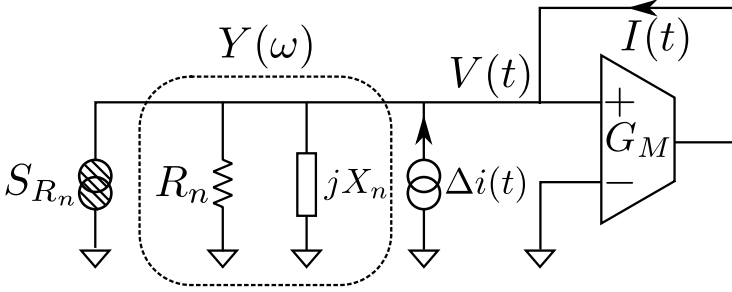 Y(ω)
I(t)
V(t)
+
G_M
S_{R_n}
R_n
jX_n
Δi(t)
−